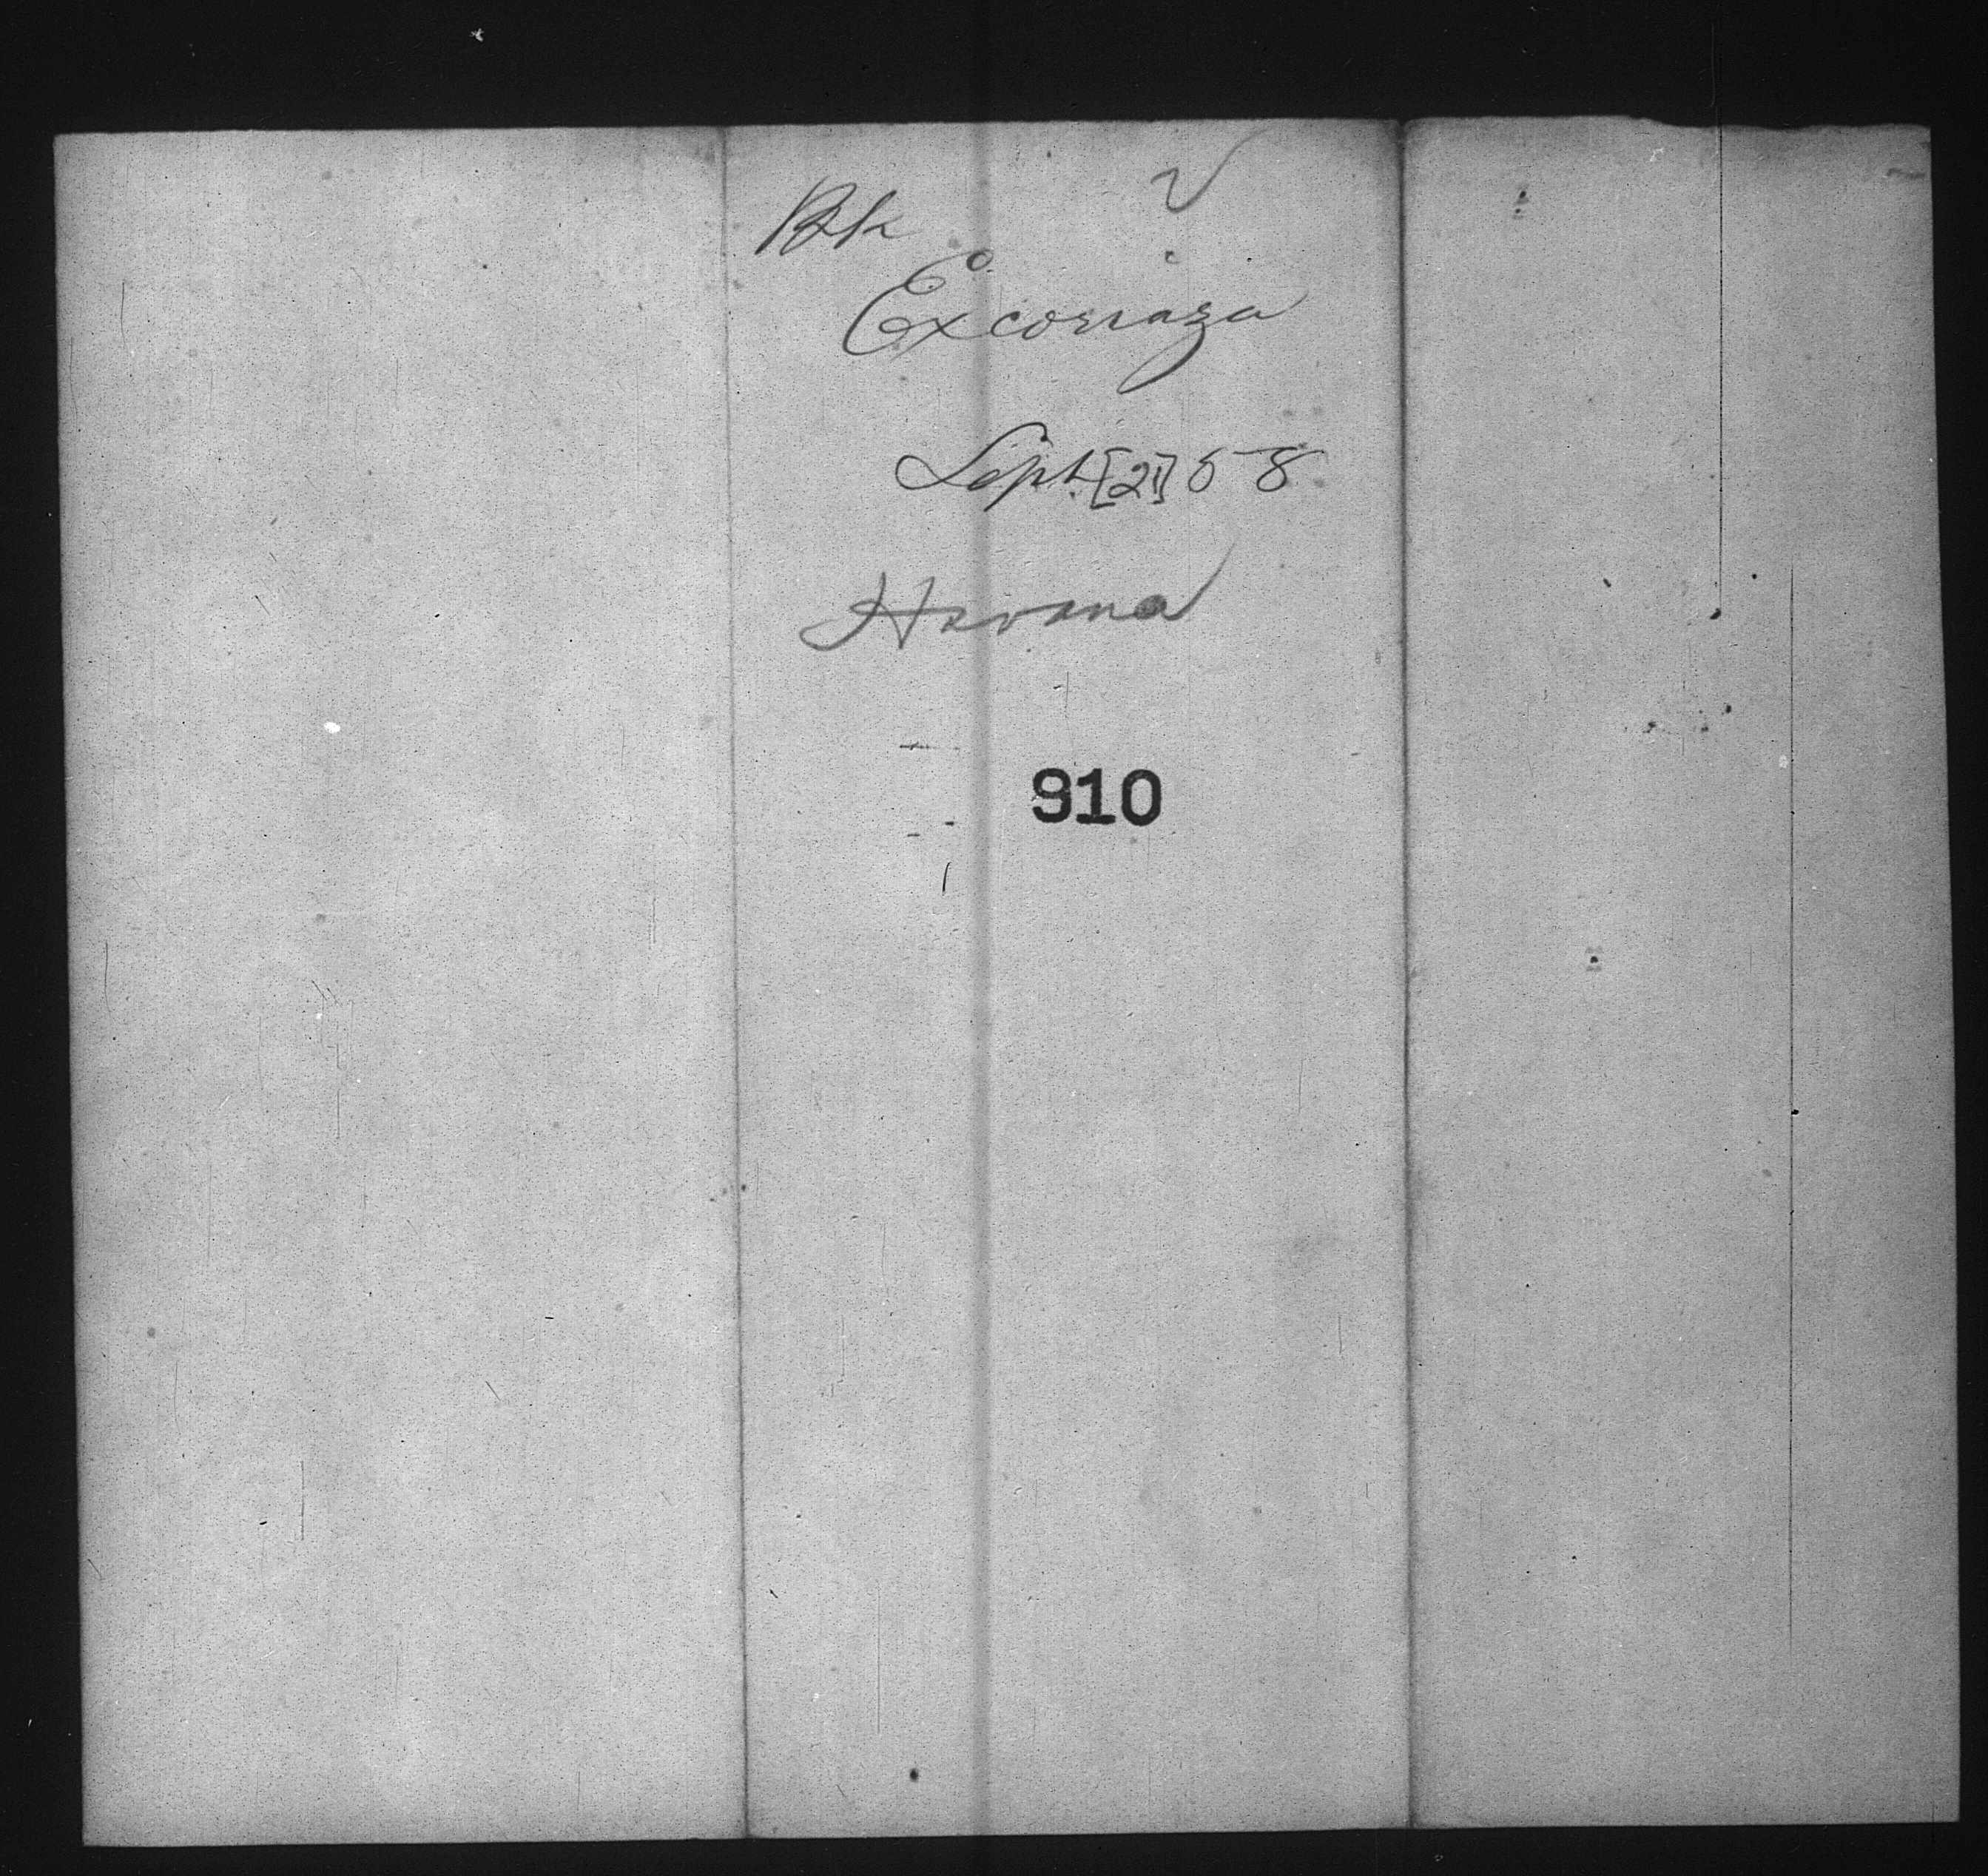 Bk
Excoriaza
Sept. [21] 58
Havana
910